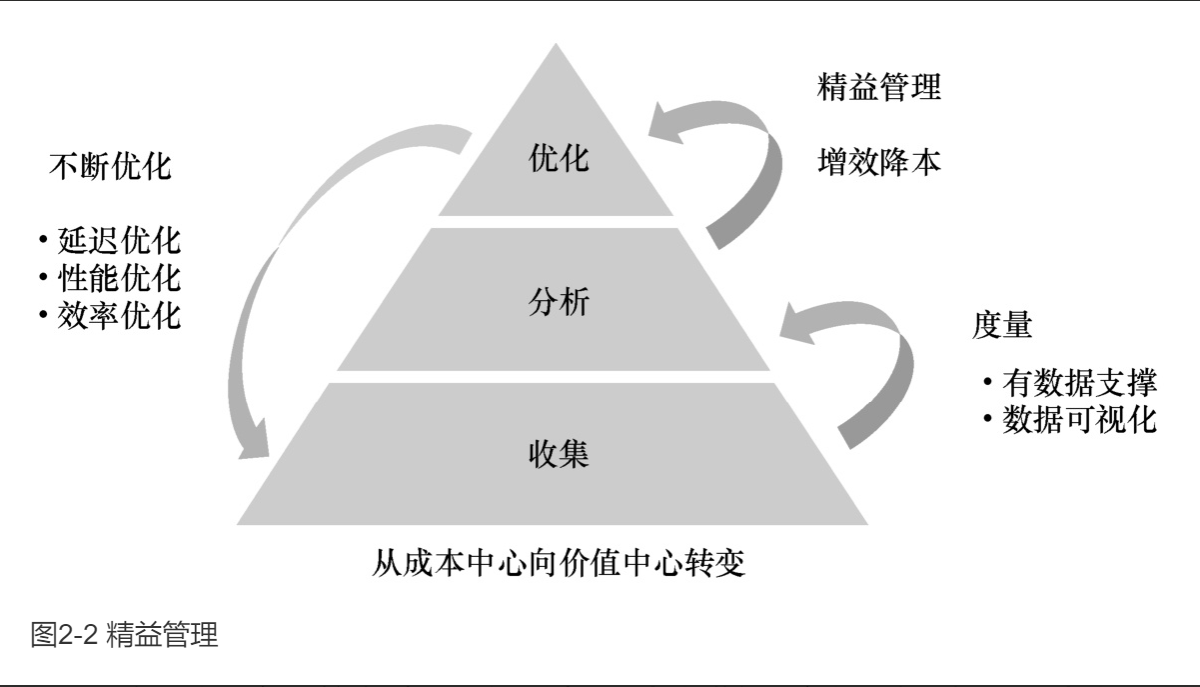 精益管理
增效降本
优化
不断优化
• 延迟优化
• 性能优化
• 效率优化
分析
度量
• 有数据支撑
• 数据可视化
收集
从成本中心向价值中心转变
图2-2 精益管理